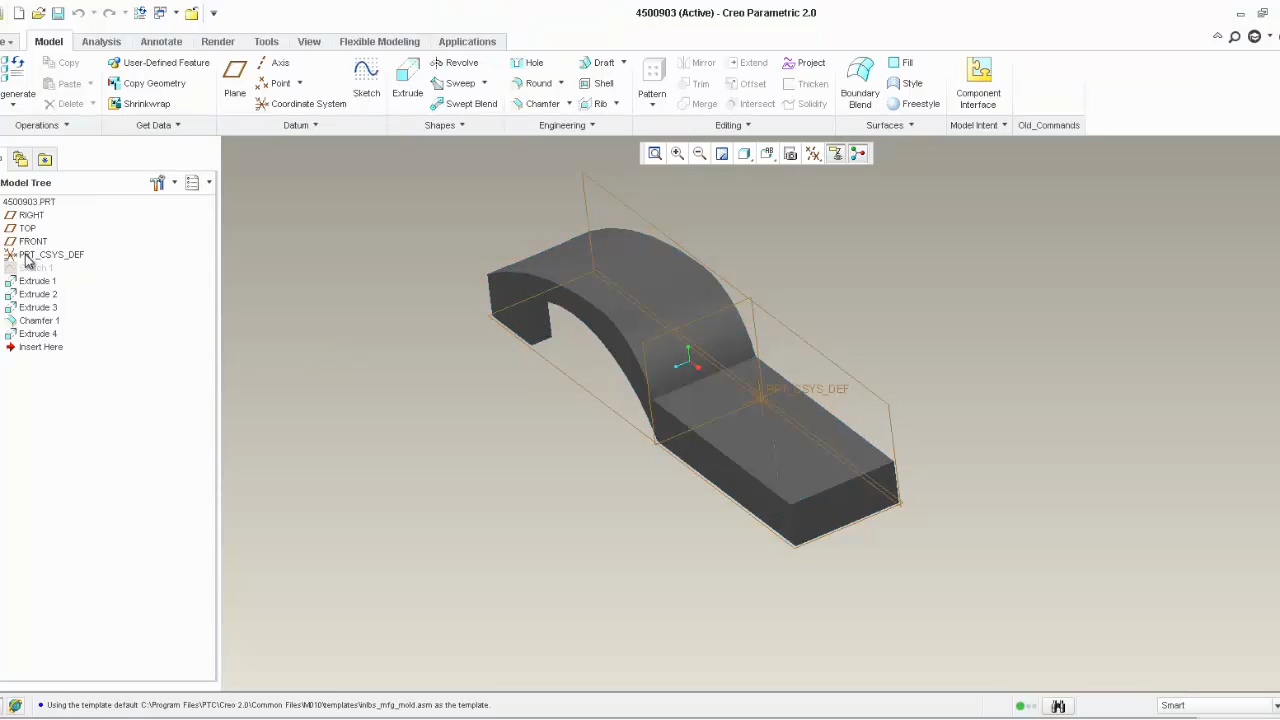 4500903 (Active) - Creo Parametric 2.0
Model Analysis Annotate Render Tools View Flexible Modeling Applications
generate
Copy
Paste
Delete
User-Defined Feature
Copy Geometry
Shrinkwrap
Plane
Axis
Point
Coordinate System
Sketch
Extrude
Revolve
Sweep
Swept Blend
Hole
Round
Chamfer
Draft
Shell
Rib
Pattern
Mirror
Trim
Merge
Extend
Offset
Intersect
Project
Thicken
Solidify
Boundary
Blend
Fill
Style
Freestyle
Component
Interface
Operations Get Data Datum Shapes Engineering Editing Surfaces Model Intent Old_Commands
Model Tree
4500903.PRT
RIGHT
TOP
FRONT
PRT_CSYS_DEF
Sketch 1
Extrude 1
Extrude 2
Extrude 3
Chamfer 1
Extrude 4
Insert Here
PRT_CSYS_DEF
Using the template default C:\Program Files\PTC\Creo 2.0\Common Files\M010\templates\inlbs_mfg_mold.asm as the template.
Smart